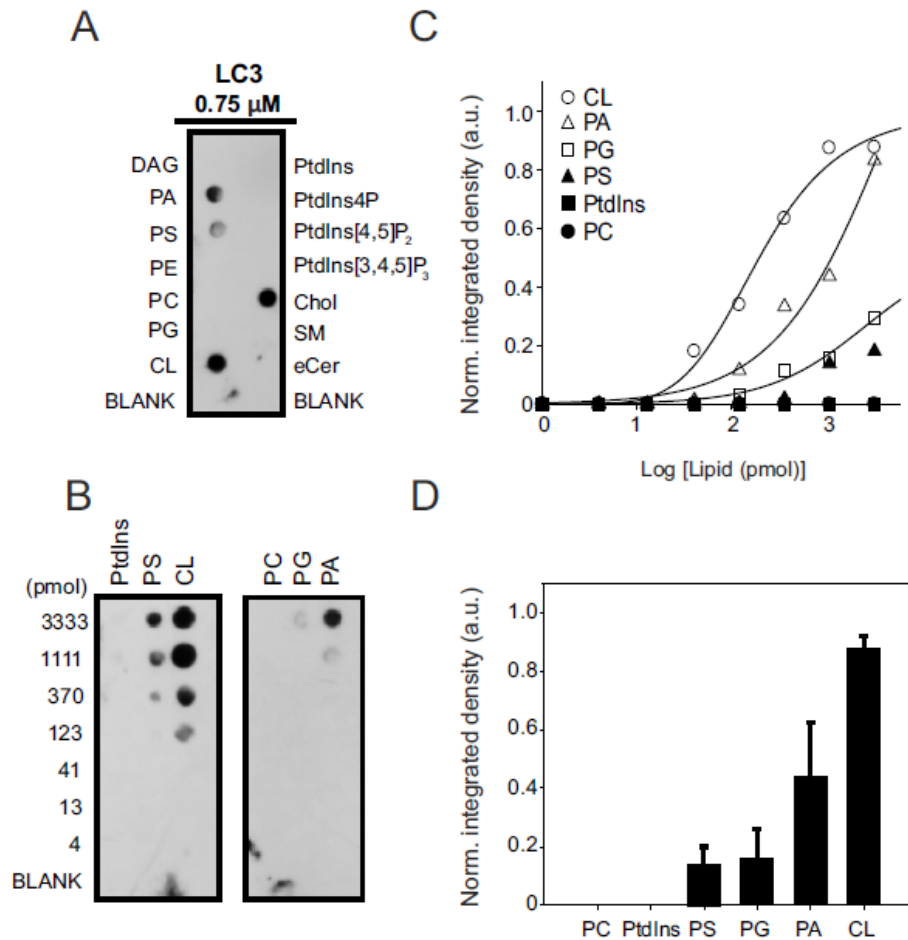 A
LC3
0.75 µM
DAG PtdIns
PA PtdIns4P
PS PtdIns[4,5]P2
PE PtdIns[3,4,5]P3
PC Chol
PG SM
CL eCer
BLANK BLANK
B
PtdIns PS CL PC PG PA
(pmol)
3333
1111
370
123
41
13
4
BLANK
C
Norm. integrated density (a.u.)
1.0
0.8
0.6
0.4
0.2
0
CL
PA
PG
PS
PtdIns
PC
0 1 2 3 4
Log [Lipid (pmol)]
D
Norm. integrated density (a.u.)
1.0
0.8
0.6
0.4
0.2
0
PC PtdIns PS PG PA CL